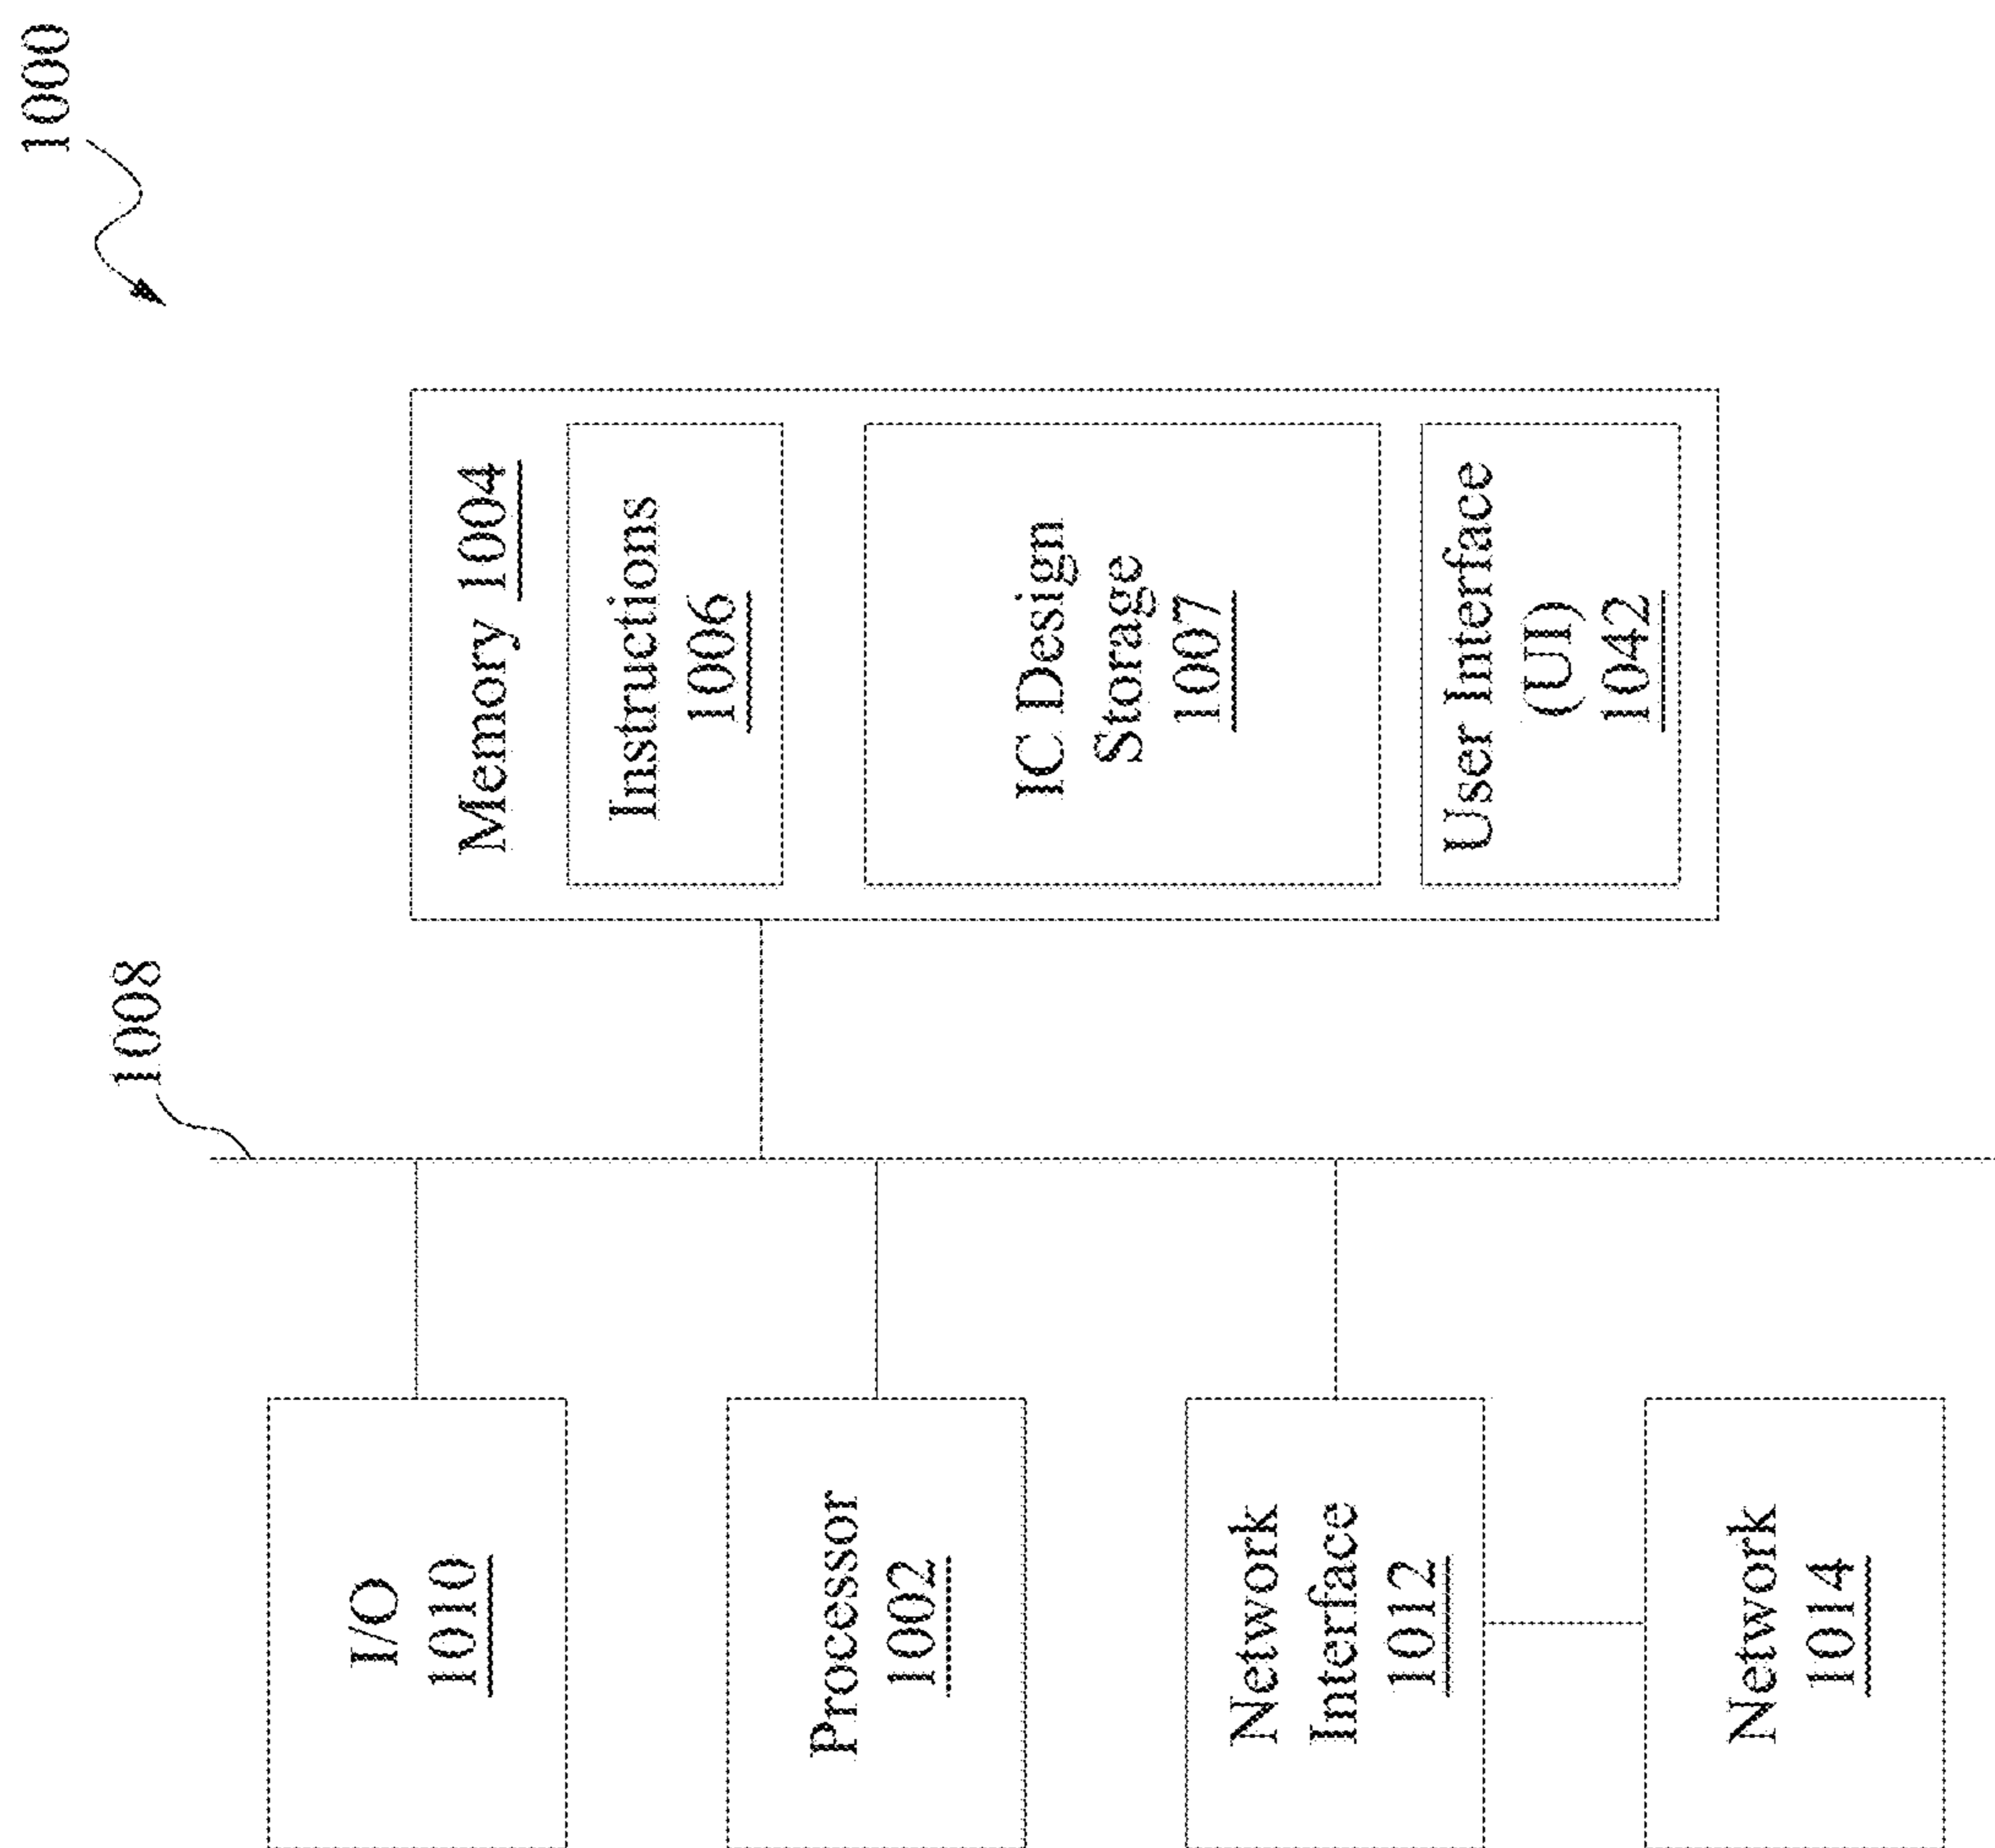 1000
1008
I/O
1010
Processor
1002
Network
Interface
1012
Network
1014
Memory 1004
Instructions
1006
IC Design
Storage
1007
User Interface
(UI)
1042